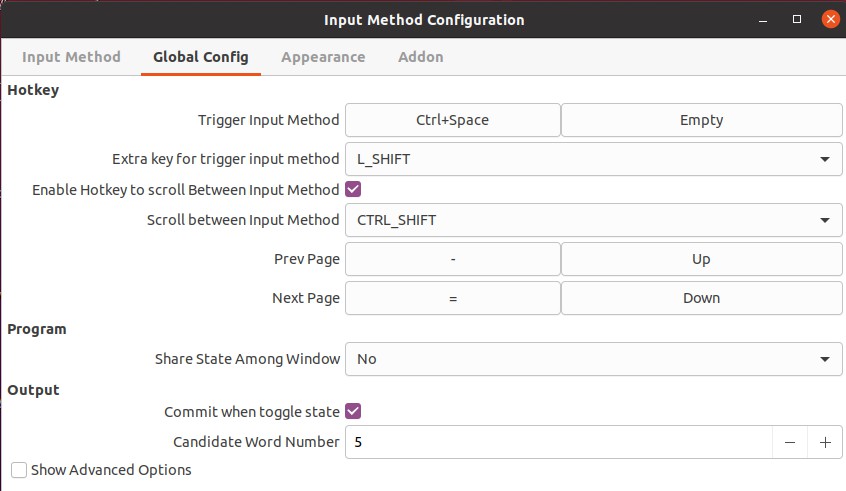 Input Method Configuration
Input Method Global Config Appearance Addon
Hotkey
Trigger Input Method Ctrl+Space Empty
Extra key for trigger input method L_SHIFT
Enable Hotkey to scroll Between Input Method
Scroll between Input Method CTRL_SHIFT
Prev Page - Up
Next Page = Down
Program
Share State Among Window No
Output
Commit when toggle state
Candidate Word Number 5 − +
Show Advanced Options